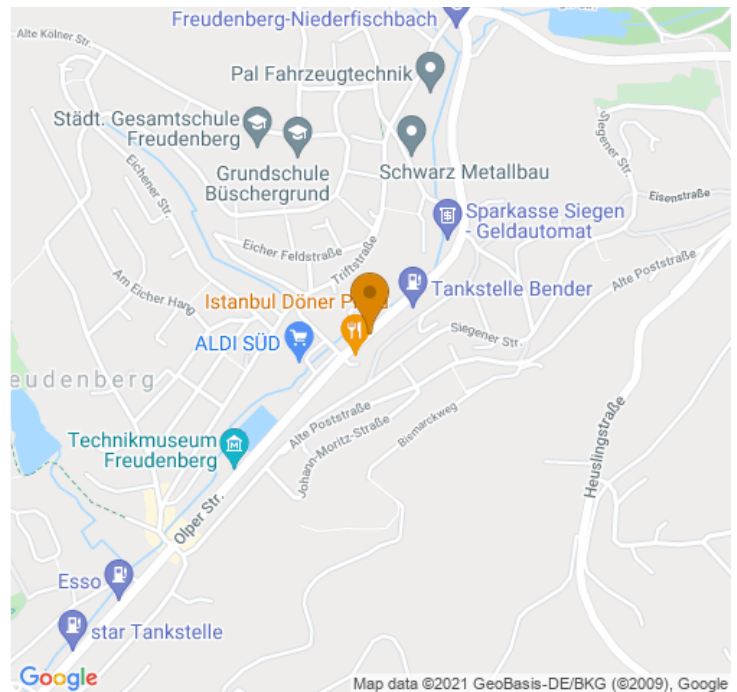 Freudenberg-Niederfischbach
Alte Kölner Str.
Pal Fahrzeugtechnik
Städt. Gesamtschule
Freudenberg
Grundschule
Büschergrund
Schwarz Metallbau
Siegener Str.
Eisenstraße
Eichener Str.
Sparkasse Siegen
- Geldautomat
Eicher Feldstraße
Triftstraße
Am Eicher Hang
Alte Poststraße
Tankstelle Bender
Istanbul Döner
ALDI SÜD
Siegener Str.
eudenberg
Alte Poststraße
Johann-Moritz-Straße
Bismarckweg
Heuslingstraße
Technikmuseum
Freudenberg
Olper Str.
Esso
star Tankstelle
Google
Map data ©2021 GeoBasis-DE/BKG (©2009), Google